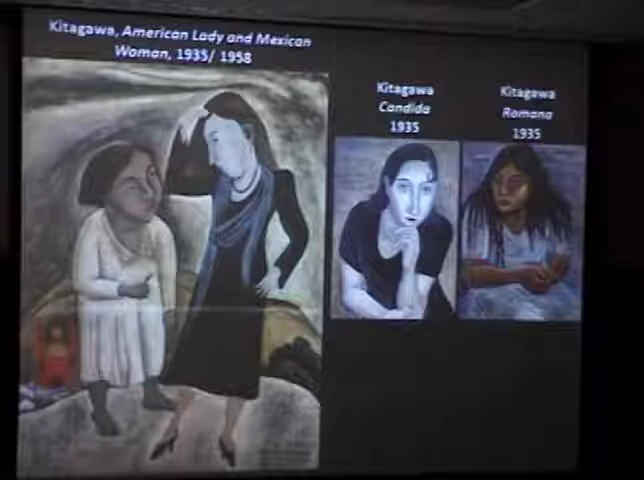 Kitagawa, American Lady and Mexican
Woman, 1935/ 1958
Kitagawa
Candida
1935
Kitagawa
Romana
1935